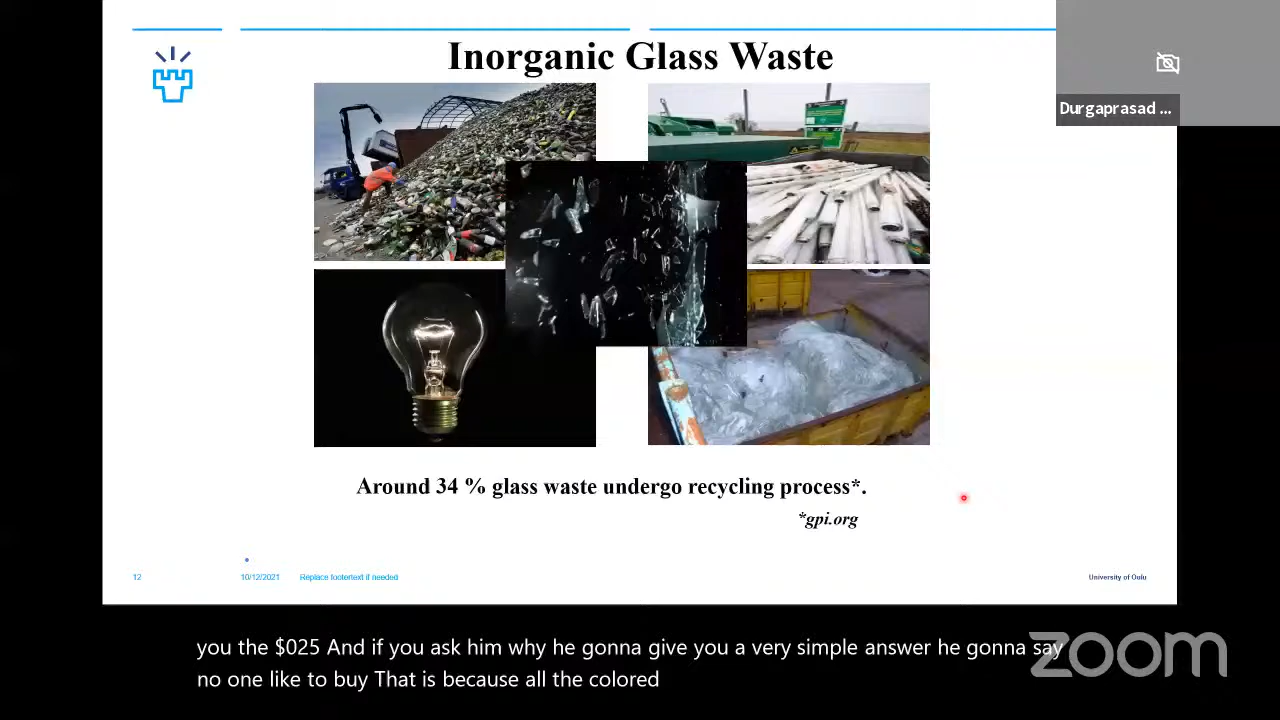 Inorganic Glass Waste
Durgaprasad ...
Around 34 % glass waste undergo recycling process*.
*gpi.org
12
10/12/2021
Replace footertext if needed
University of Oulu
you the $025 And if you ask him why he gonna give you a very simple answer he gonna say
no one like to buy That is because all the colored
zoom